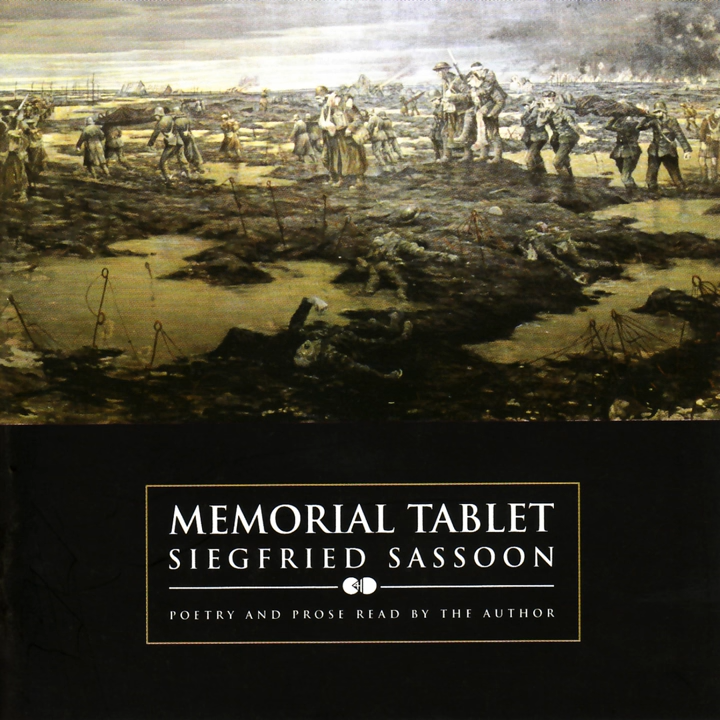 MEMORIAL TABLET
SIEGFRIED SASSOON
POETRY AND PROSE READ BY THE AUTHOR